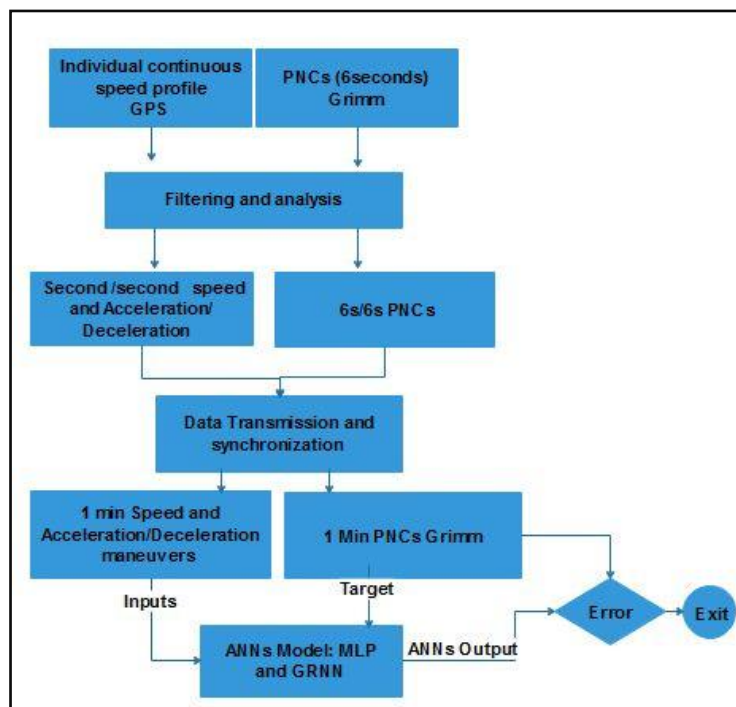 Individual continuous
speed profile
GPS
PNCs (6seconds)
Grimm
Filtering and analysis
Second /second speed
and Acceleration/
Deceleration
6s/6s PNCs
Data Transmission and
synchronization
1 min Speed and
Acceleration/Deceleration
maneuvers
1 Min PNCs Grimm
Inputs
Target
Error
Exit
ANNs Model: MLP
and GRNN
ANNs Output